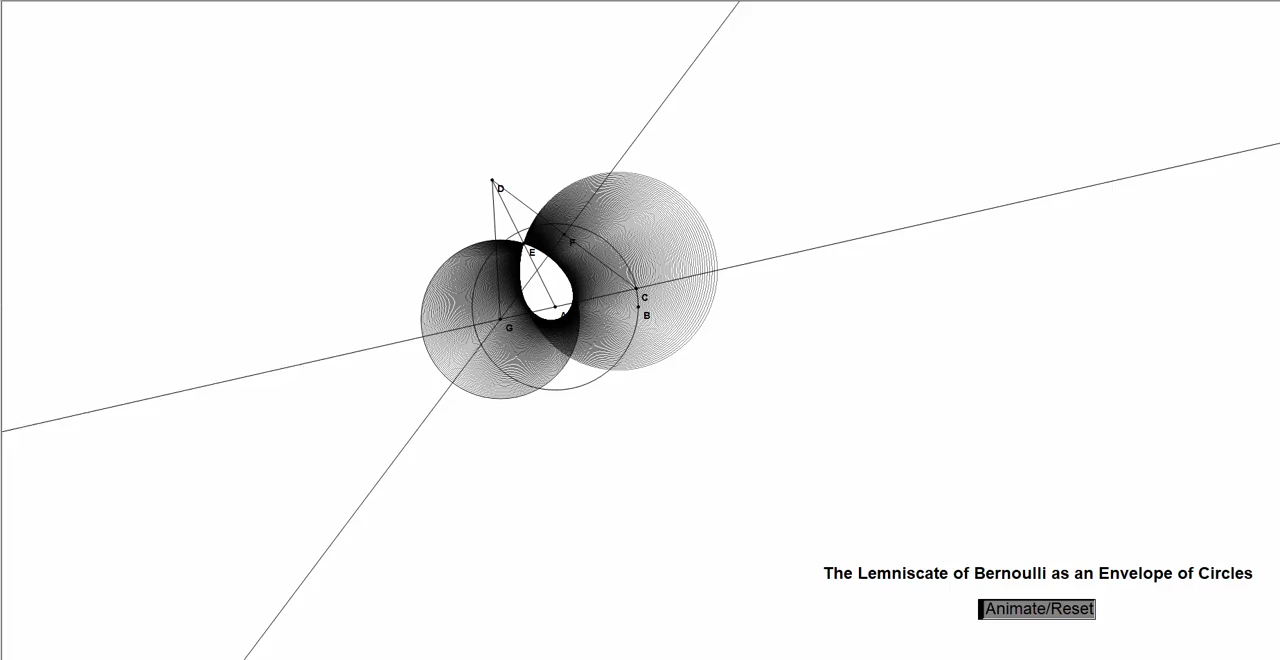 D
F
E
C
A
B
G
The Lemniscate of Bernoulli as an Envelope of Circles
Animate/Reset